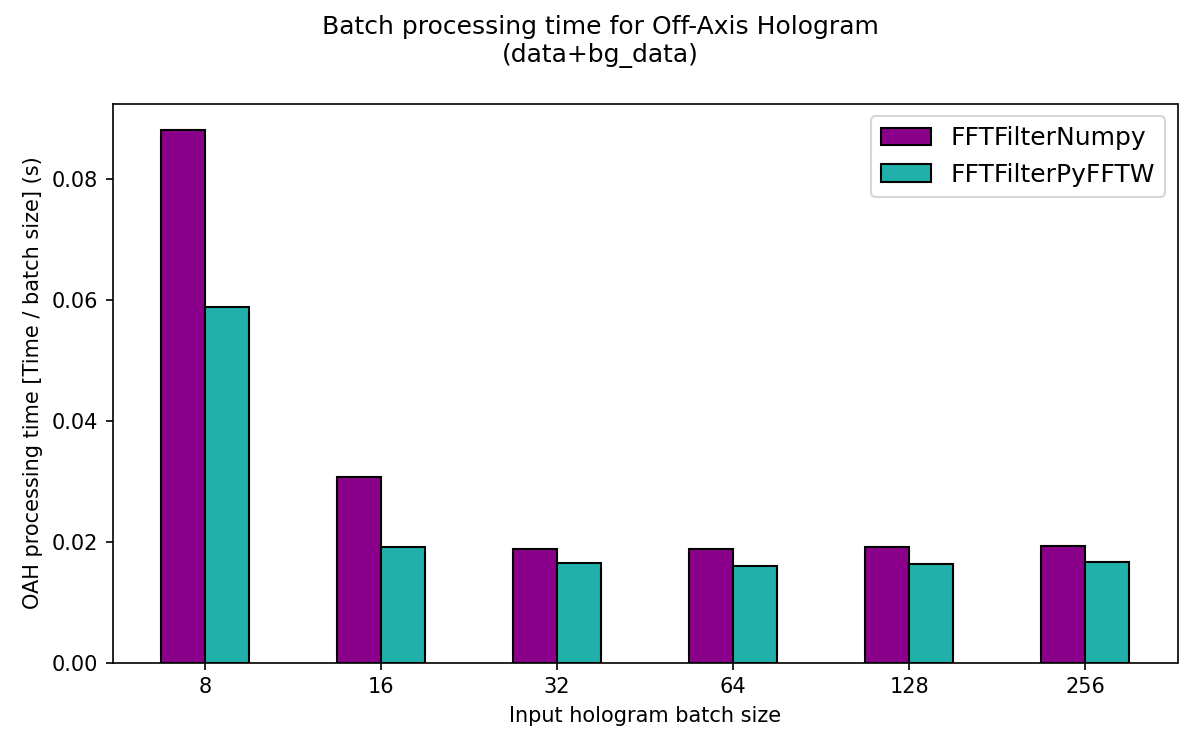 Batch processing time for Off-Axis Hologram
(data+bg_data)
FFTFilterNumpy
FFTFilterPyFFTW
OAH processing time [Time / batch size] (s)
0.08
0.06
0.04
0.02
0.00
8 16 32 64 128 256
Input hologram batch size